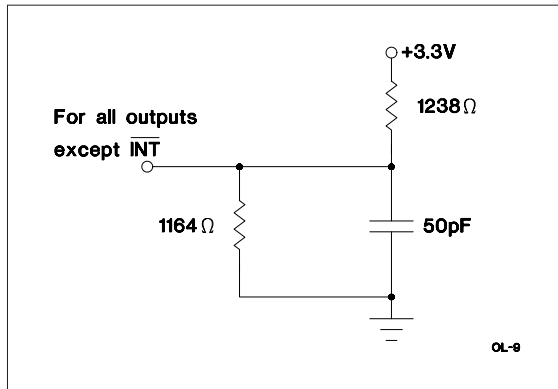 +3.3V
1238Ω
For all outputs
except INT
1164Ω
50pF
OL-9